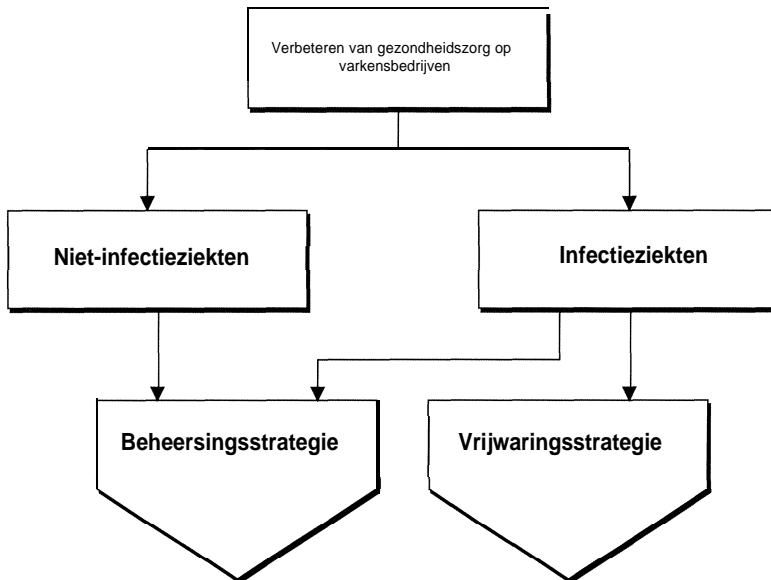 Verbeteren van gezondheidszorg op
varkensbedrijven
Niet-infectieziekten
Infectieziekten
Beheersingsstrategie
Vrijwaringsstrategie